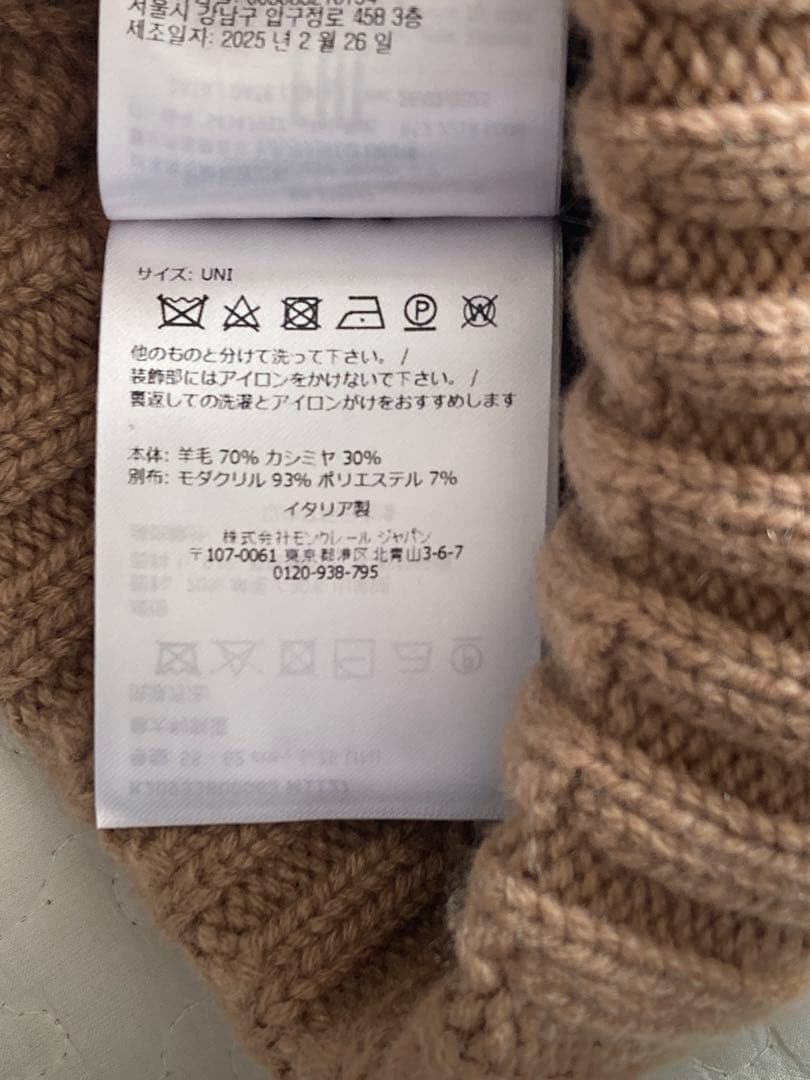 서울시 강남구 압구정로 458 3층
제조일자: 2025 년 2 월 26 일
サイズ: UNI
P
W
他のものと分けて洗って下さい。 /
装飾部にはアイロンをかけないで下さい。 /
裏返しての洗濯とアイロンがけをおすすめします
。
本体: 羊毛 70% カシミヤ 30%
別布: モダクリル 93% ポリエステル 7%
イタリア製
株式会社モンクレール ジャパン
〒107-0061 東京都港区北青山3-6-7
0120-938-795